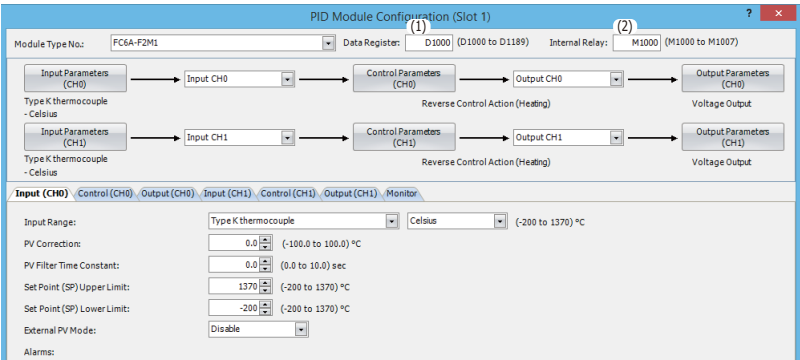 PID Module Configuration (Slot 1)
? ×
(1) (2)
Module Type No.: FC6A-F2M1 Data Register: D1000 (D1000 to D1189) Internal Relay: M1000 (M1000 to M1007)
Input Parameters (CH0) Input CH0 Control Parameters (CH0) Output CH0 Output Parameters (CH0)
Type K thermocouple
- Celsius
Reverse Control Action (Heating) Voltage Output
Input Parameters (CH1) Input CH1 Control Parameters (CH1) Output CH1 Output Parameters (CH1)
Type K thermocouple
- Celsius
Reverse Control Action (Heating) Voltage Output
Input (CH0) Control (CH0) Output (CH0) Input (CH1) Control (CH1) Output (CH1) Monitor
Input Range: Type K thermocouple Celsius (-200 to 1370) °C
PV Correction: 0.0 (-100.0 to 100.0) °C
PV Filter Time Constant: 0.0 (0.0 to 10.0) sec
Set Point (SP) Upper Limit: 1370 (-200 to 1370) °C
Set Point (SP) Lower Limit: -200 (-200 to 1370) °C
External PV Mode: Disable
Alarms: